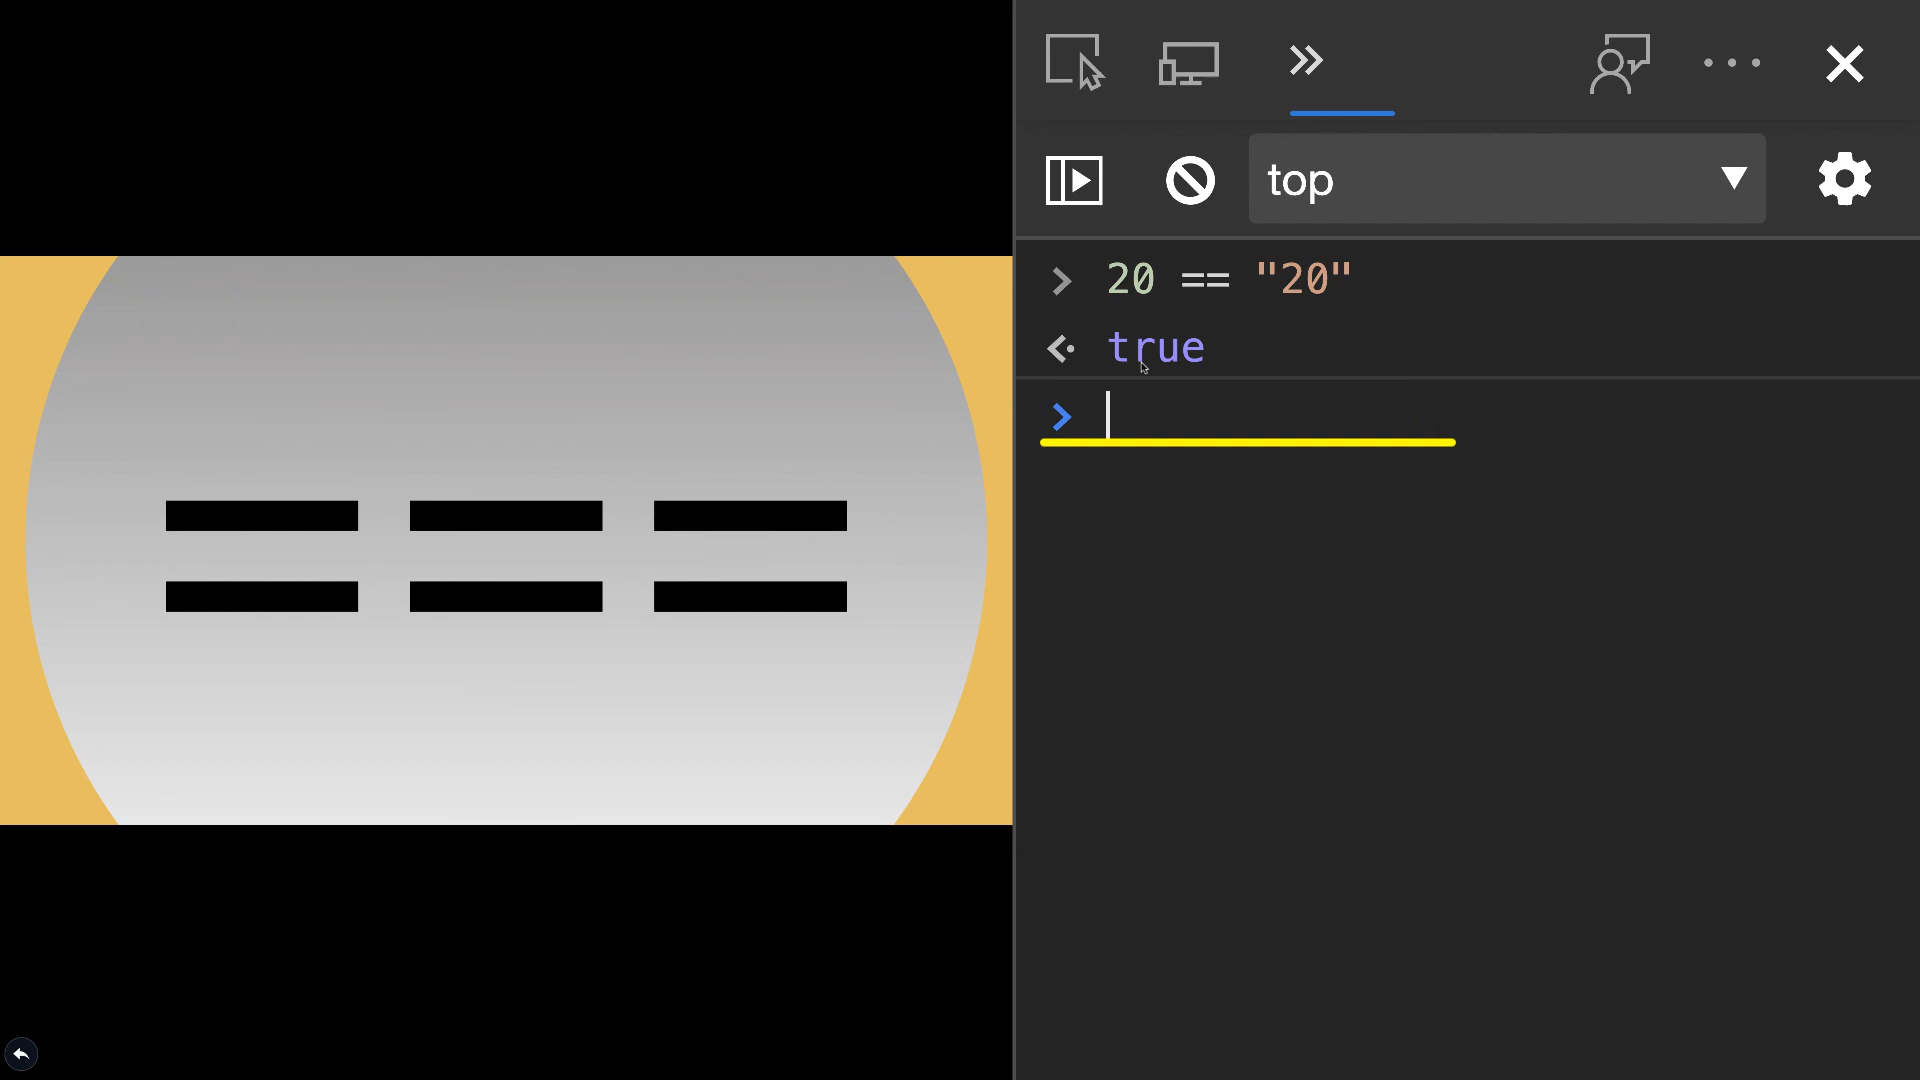 ===
top
> 20 == "20"
true
>